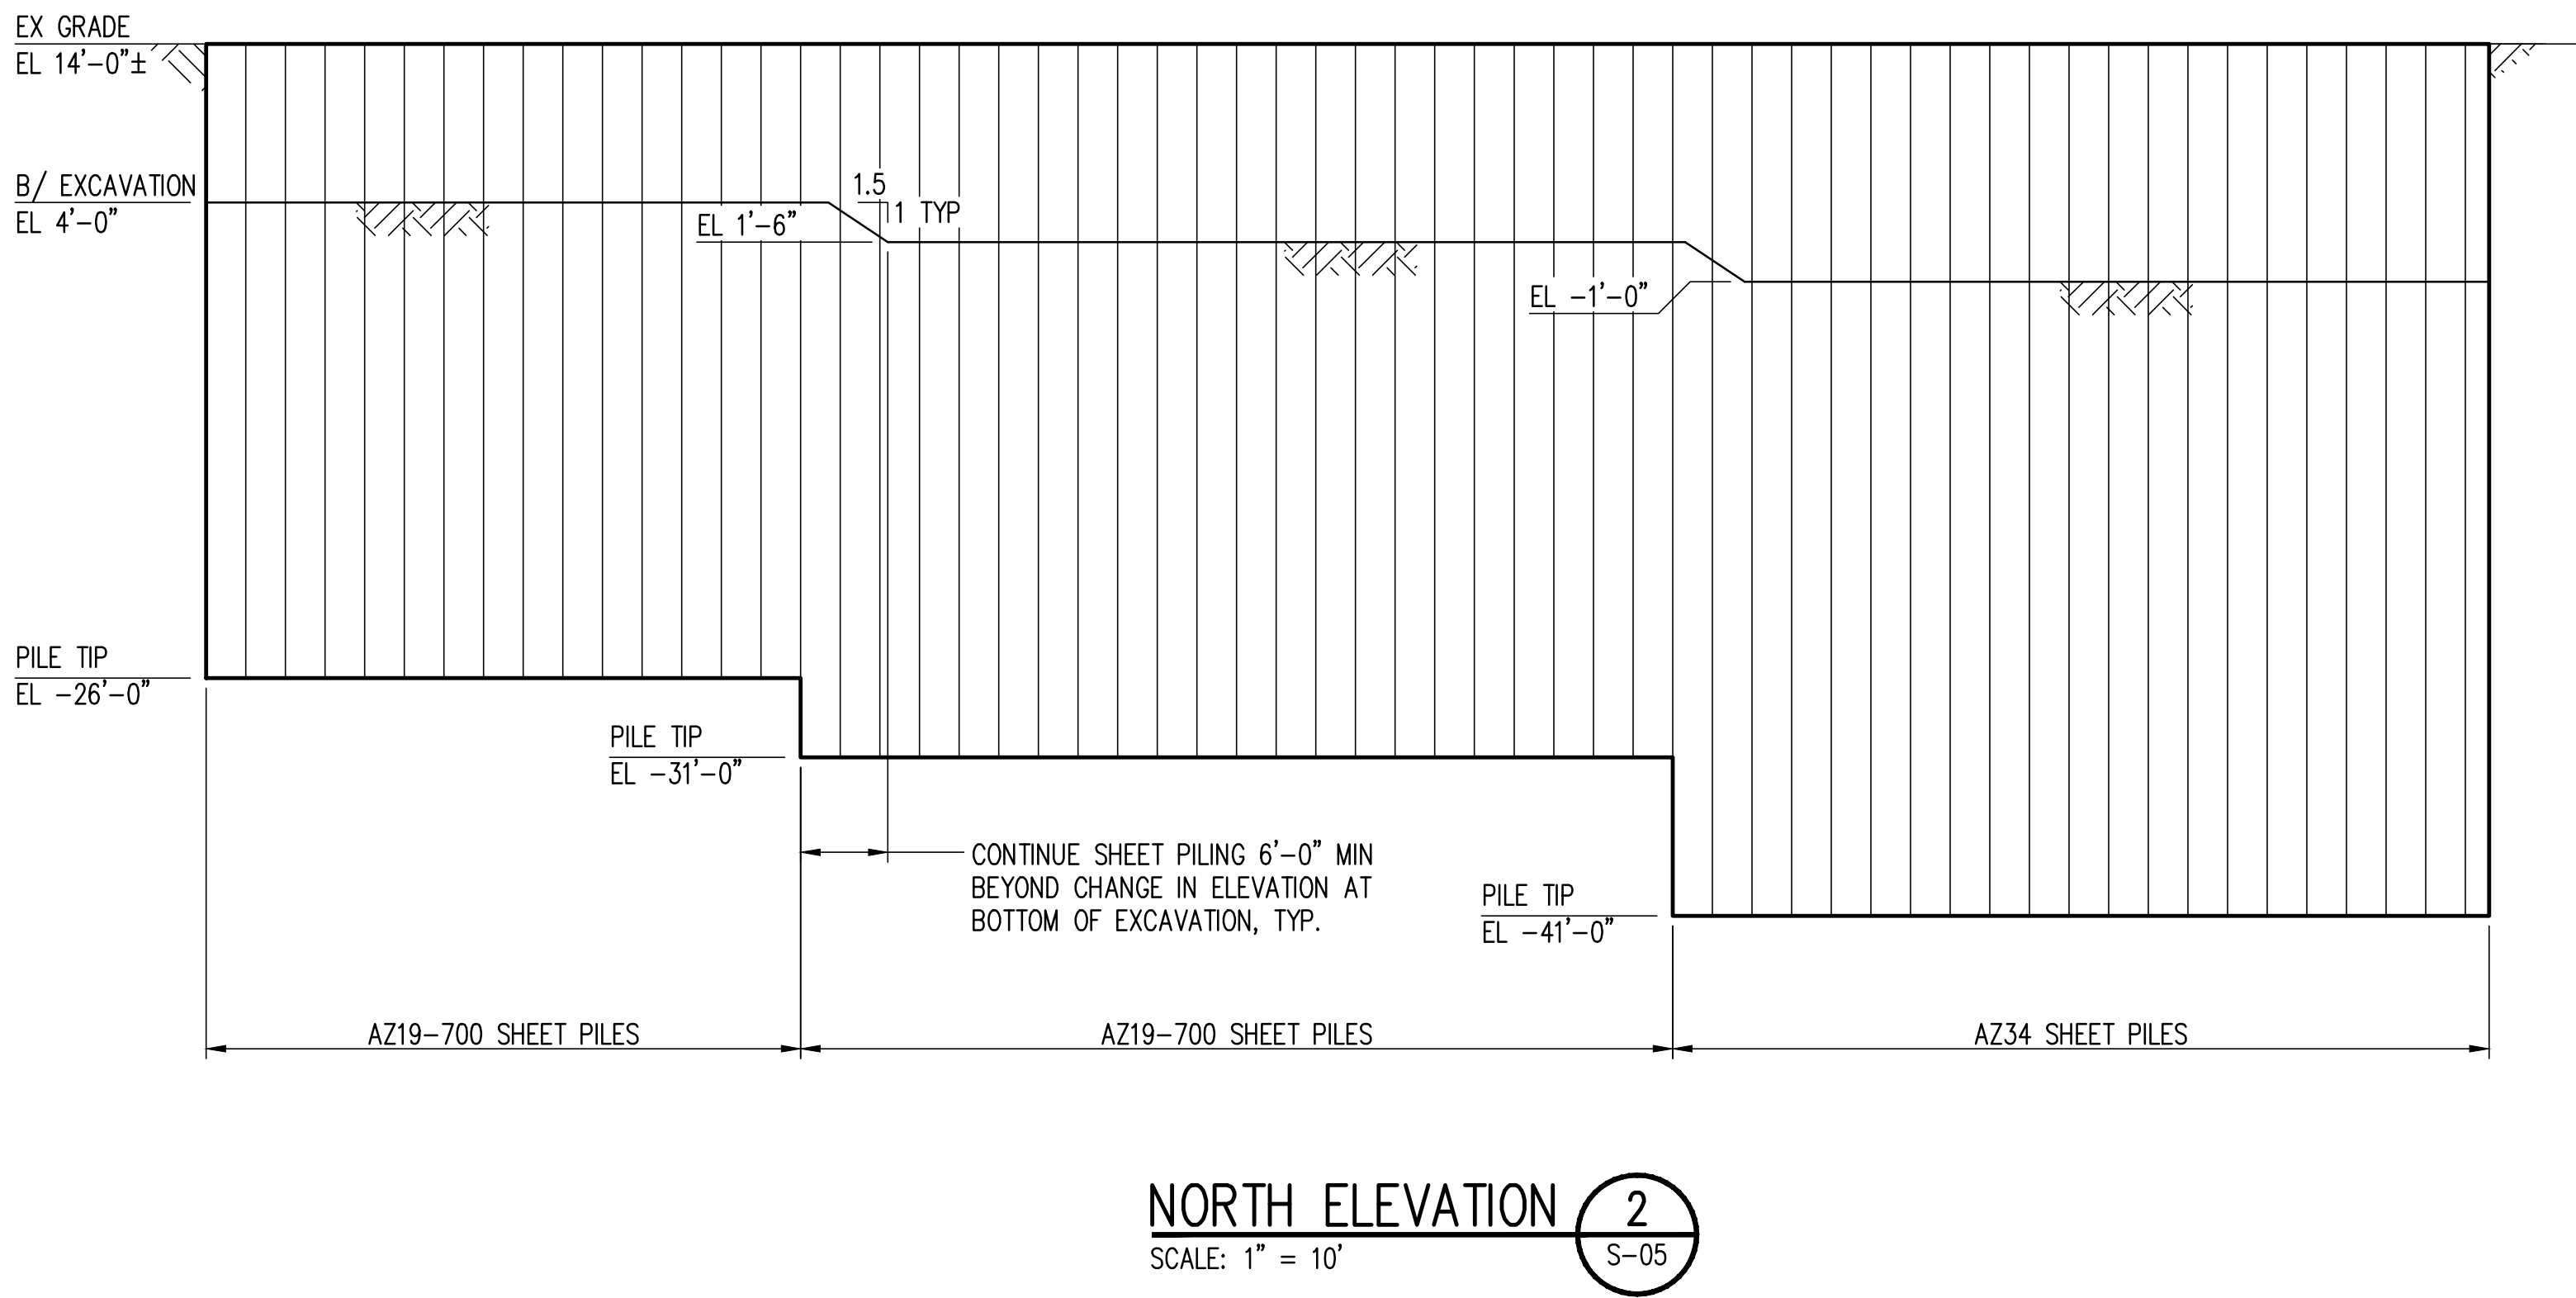 EX GRADE
EL 14'-0"±
B/ EXCAVATION
EL 4'-0"
1.5
1 TYP
EL 1'-6"
EL -1'-0"
PILE TIP
EL -26'-0"
PILE TIP
EL -31'-0"
CONTINUE SHEET PILING 6'-0" MIN
BEYOND CHANGE IN ELEVATION AT
BOTTOM OF EXCAVATION, TYP.
PILE TIP
EL -41'-0"
AZ19-700 SHEET PILES
AZ19-700 SHEET PILES
AZ34 SHEET PILES
NORTH ELEVATION
2
SCALE: 1" = 10'
S-05